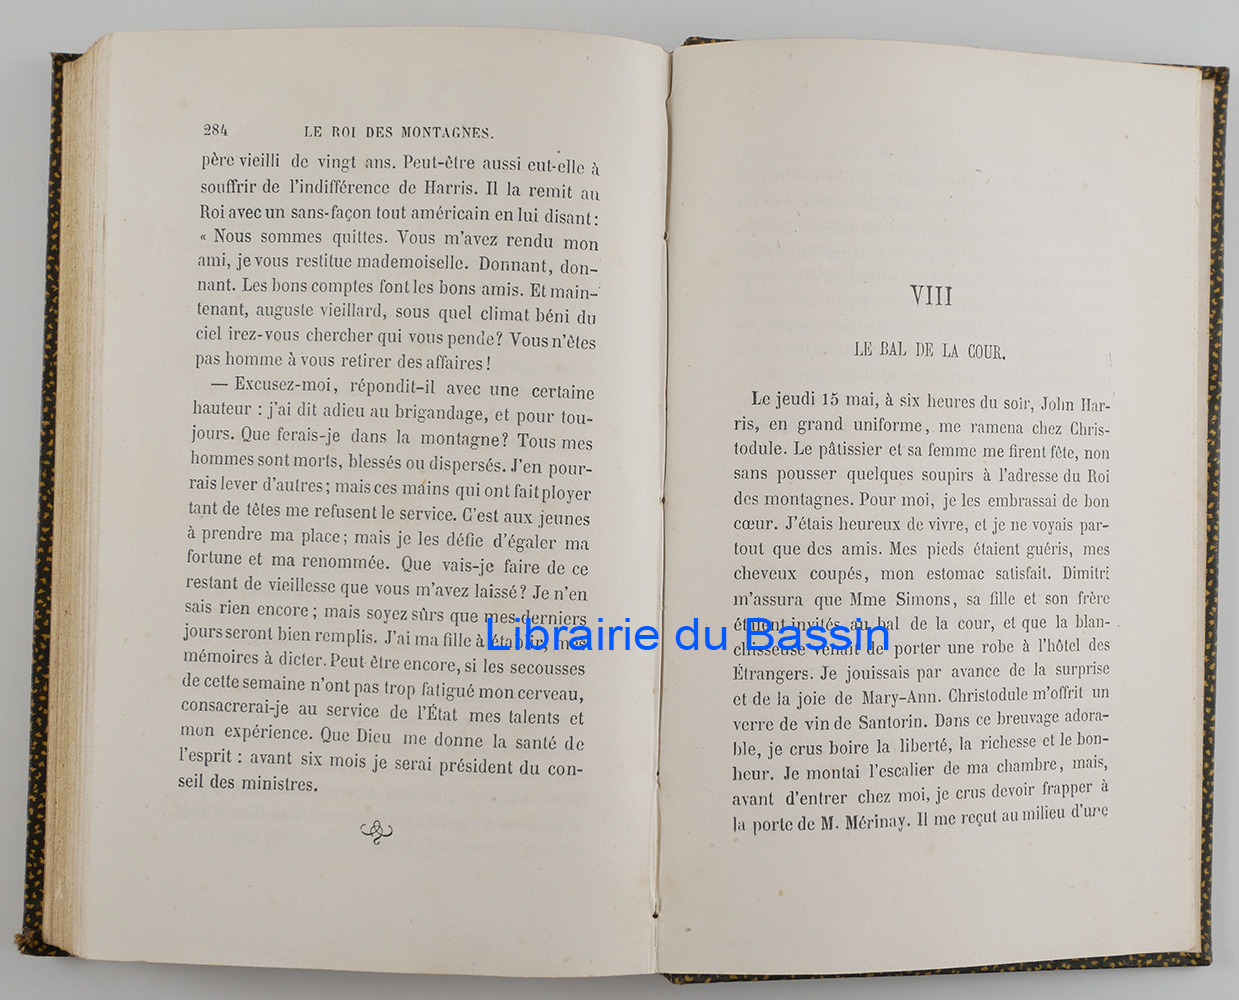 284 LE ROI DES MONTAGNES.
père vieilli de vingt ans. Peut-être aussi eut-elle à
souffrir de l'indifférence de Harris. Il la remit au
Roi avec un sans-façon tout américain en lui disant :
« Nous sommes quittes. Vous m'avez rendu mon
ami, je vous restitue mademoiselle. Donnant, don-
nant. Les bons comptes font les bons amis. Et main-
tenant, auguste vieillard, sous quel climat béni du
ciel irez-vous chercher qui vous pende? Vous n'êtes
pas homme à vous retirer des affaires!
— Excusez-moi, répondit-il avec une certaine
hauteur : j'ai dit adieu au brigandage, et pour tou-
jours. Que ferais-je dans la montagne? Tous mes
hommes sont morts, blessés ou dispersés. J'en pour-
rais lever d'autres; mais ces mains qui ont fait ployer
tant de têtes me refusent le service. C'est aux jeunes
à prendre ma place; mais je les défie d'égaler ma
fortune et ma renommée. Que vais-je faire de ce
restant de vieillesse que vous m'avez laissé? Je n'en
sais rien encore; mais soyez sûrs que mes derniers
jours seront bien remplis. J'ai ma fille à établir, mes
mémoires à dicter. Peut être encore, si les secousses
de cette semaine n'ont pas trop fatigué mon cerveau,
consacrerai-je au service de l'État mes talents et
mon expérience. Que Dieu me donne la santé de
l'esprit : avant six mois je serai président du con-
seil des ministres.
VIII
LE BAL DE LA COUR.
Le jeudi 15 mai, à six heures du soir, John Har-
ris, en grand uniforme, me ramena chez Chris-
todule. Le pâtissier et sa femme me firent fête, non
sans pousser quelques soupirs à l'adresse du Roi
des montagnes. Pour moi, je les embrassai de bon
cœur. J'étais heureux de vivre, et je ne voyais par-
tout que des amis. Mes pieds étaient guéris, mes
cheveux coupés, mon estomac satisfait. Dimitri
m'assura que Mme Simons, sa fille et son frère
étaient invités au bal de la cour, et que la blan-
chisseuse venait de porter une robe à l'hôtel des
Étrangers. Je jouissais par avance de la surprise
et de la joie de Mary-Ann. Christodule m'offrit un
verre de vin de Santorin. Dans ce breuvage adora-
ble, je crus boire la liberté, la richesse et le bon-
heur. Je montai l'escalier de ma chambre, mais,
avant d'entrer chez moi, je crus devoir frapper à
la porte de M. Mérinay. Il me reçut au milieu d'une
Librairie du Bassin